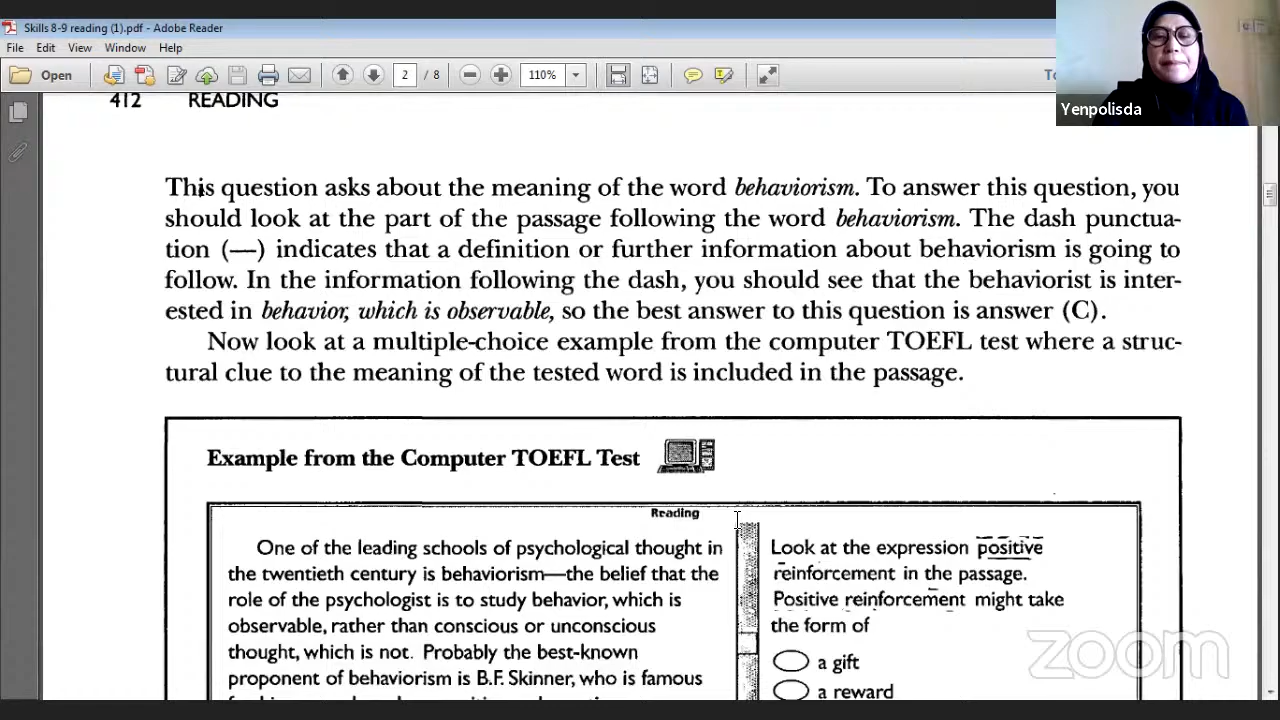 Skills 8-9 reading (1).pdf - Adobe Reader
File Edit View Window Help
Open 2 / 8 110%
Yenpolisda
412 READING
This question asks about the meaning of the word behaviorism. To answer this question, you
should look at the part of the passage following the word behaviorism. The dash punctua-
tion (—) indicates that a definition or further information about behaviorism is going to
follow. In the information following the dash, you should see that the behaviorist is inter-
ested in behavior, which is observable, so the best answer to this question is answer (C).
Now look at a multiple-choice example from the computer TOEFL test where a struc-
tural clue to the meaning of the tested word is included in the passage.
Example from the Computer TOEFL Test
Reading
One of the leading schools of psychological thought in
the twentieth century is behaviorism—the belief that the
role of the psychologist is to study behavior, which is
observable, rather than conscious or unconscious
thought, which is not. Probably the best-known
proponent of behaviorism is B.F. Skinner, who is famous
Look at the expression positive
reinforcement in the passage.
Positive reinforcement might take
the form of
a gift
a reward
zoom